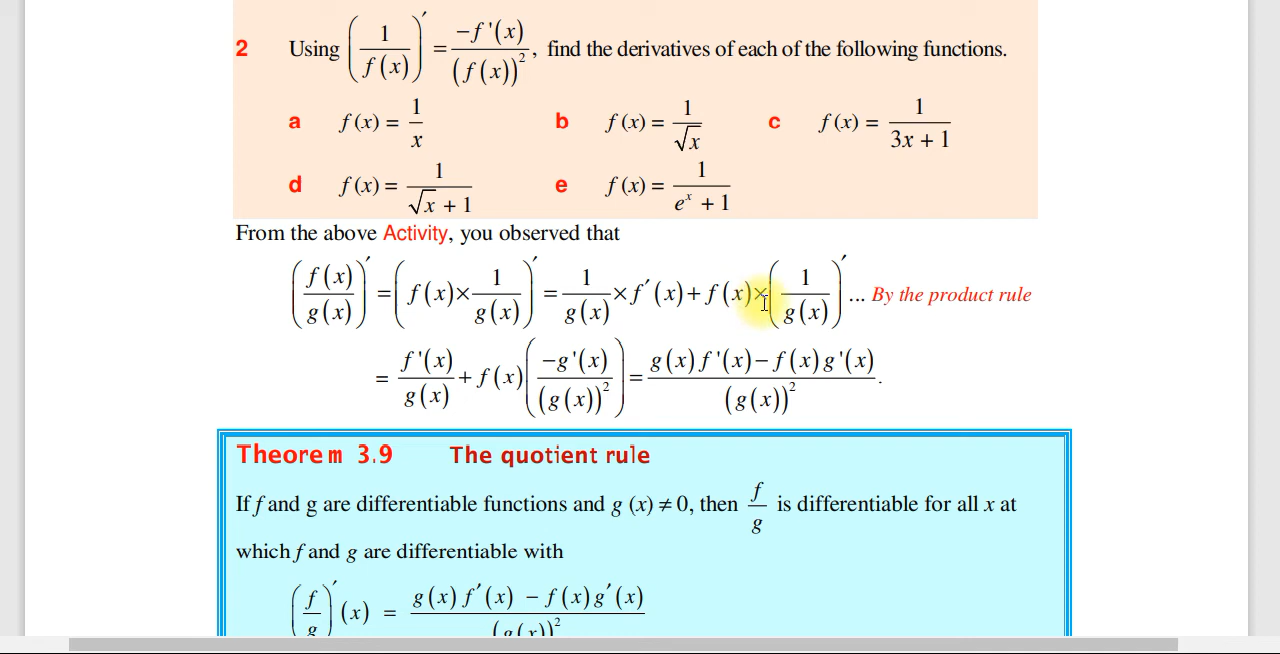 2 Using (1/f(x))′ = −f'(x)/(f(x))², find the derivatives of each of the following functions.
a f(x) = 1/x b f(x) = 1/√x c f(x) = 1/(3x + 1)
d f(x) = 1/(√x + 1) e f(x) = 1/(eˣ + 1)
From the above Activity, you observed that
(f(x)/g(x))′ = (f(x)×1/g(x))′ = 1/g(x) × f′(x) + f(x)×(1/g(x))′ ... By the product rule
= f'(x)/g(x) + f(x)(−g'(x)/(g(x))²) = (g(x)f'(x) − f(x)g'(x))/(g(x))².
Theorem 3.9 The quotient rule
If f and g are differentiable functions and g (x) ≠ 0, then f/g is differentiable for all x at
which f and g are differentiable with
(f/g)′(x) = (g(x)f′(x) − f(x)g′(x))/(g(x))²